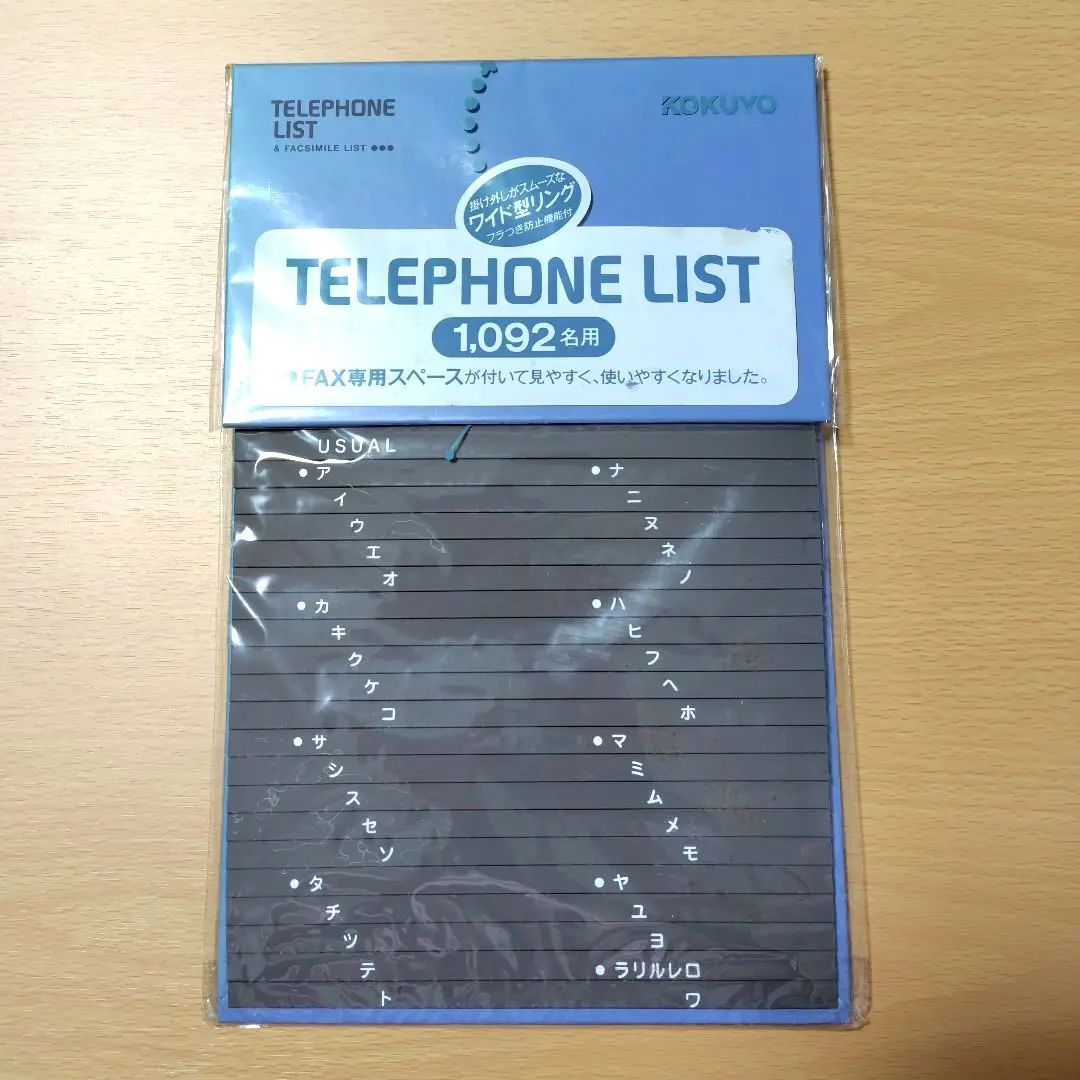 TELEPHONE
LIST
& FACSIMILE LIST
KOKUYO
掛け外しがスムーズな
ワイド型リング
フラつき防止機能付
TELEPHONE LIST
1,092名用
●FAX専用スペースが付いて見やすく、使いやすくなりました。
USUAL
●ア
イ
ウ
エ
オ
●カ
キ
ク
ケ
コ
●サ
シ
ス
セ
ソ
●タ
チ
ツ
テ
ト
●ナ
ニ
ヌ
ネ
ノ
●ハ
ヒ
フ
ヘ
ホ
●マ
ミ
ム
メ
モ
●ヤ
ユ
ヨ
●ラリルレロ
ワ